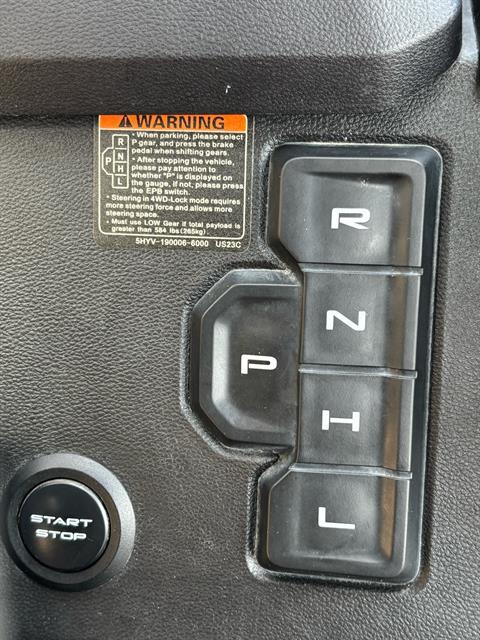 WARNING
R
N
P
H
L
• When parking, please select
P gear, and press the brake
pedal when shifting gears.
• After stopping the vehicle,
please pay attention to
whether "P" is displayed on
the gauge, if not, please press
the EPB switch.
• Steering in 4WD-Lock mode requires
more steering force and allows more
steering space.
• Must use LOW Gear if total payload is
greater than 584 lbs (265kg).
5HYV-190006-6000 US23C
R
N
P
H
L
START
STOP